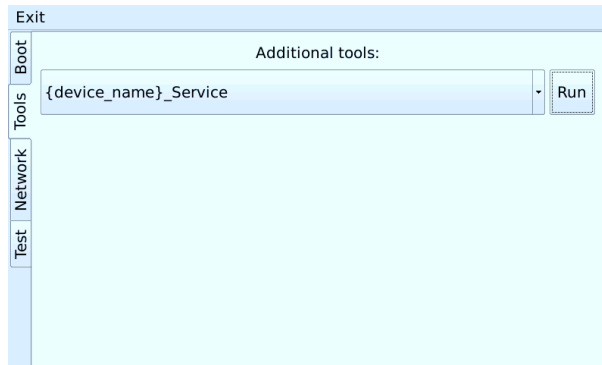 Exit
Boot
Tools
Network
Test
Additional tools:
{device_name}_Service
Run